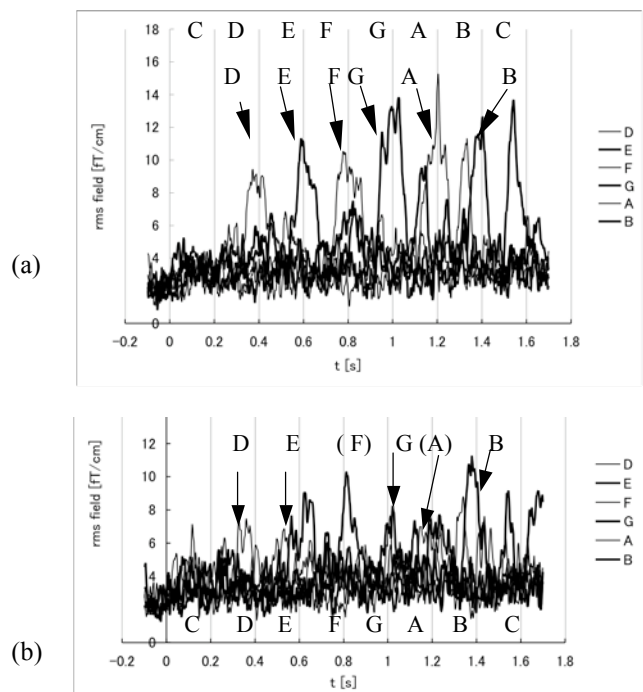 C D E F G A B C
D E F G A B
18
16
14
12
10
8
6
4
2
0
rms field [fT/cm]
-0.2 0 0.2 0.4 0.6 0.8 1 1.2 1.4 1.6 1.8
t [s]
D
E
F
G
A
B
(a)
D E (F) G (A) B
12
10
8
6
4
2
0
rms field [fT/cm]
C D E F G A B C
-0.2 0 0.2 0.4 0.6 0.8 1 1.2 1.4 1.6 1.8
t [s]
D
E
F
G
A
B
(b)